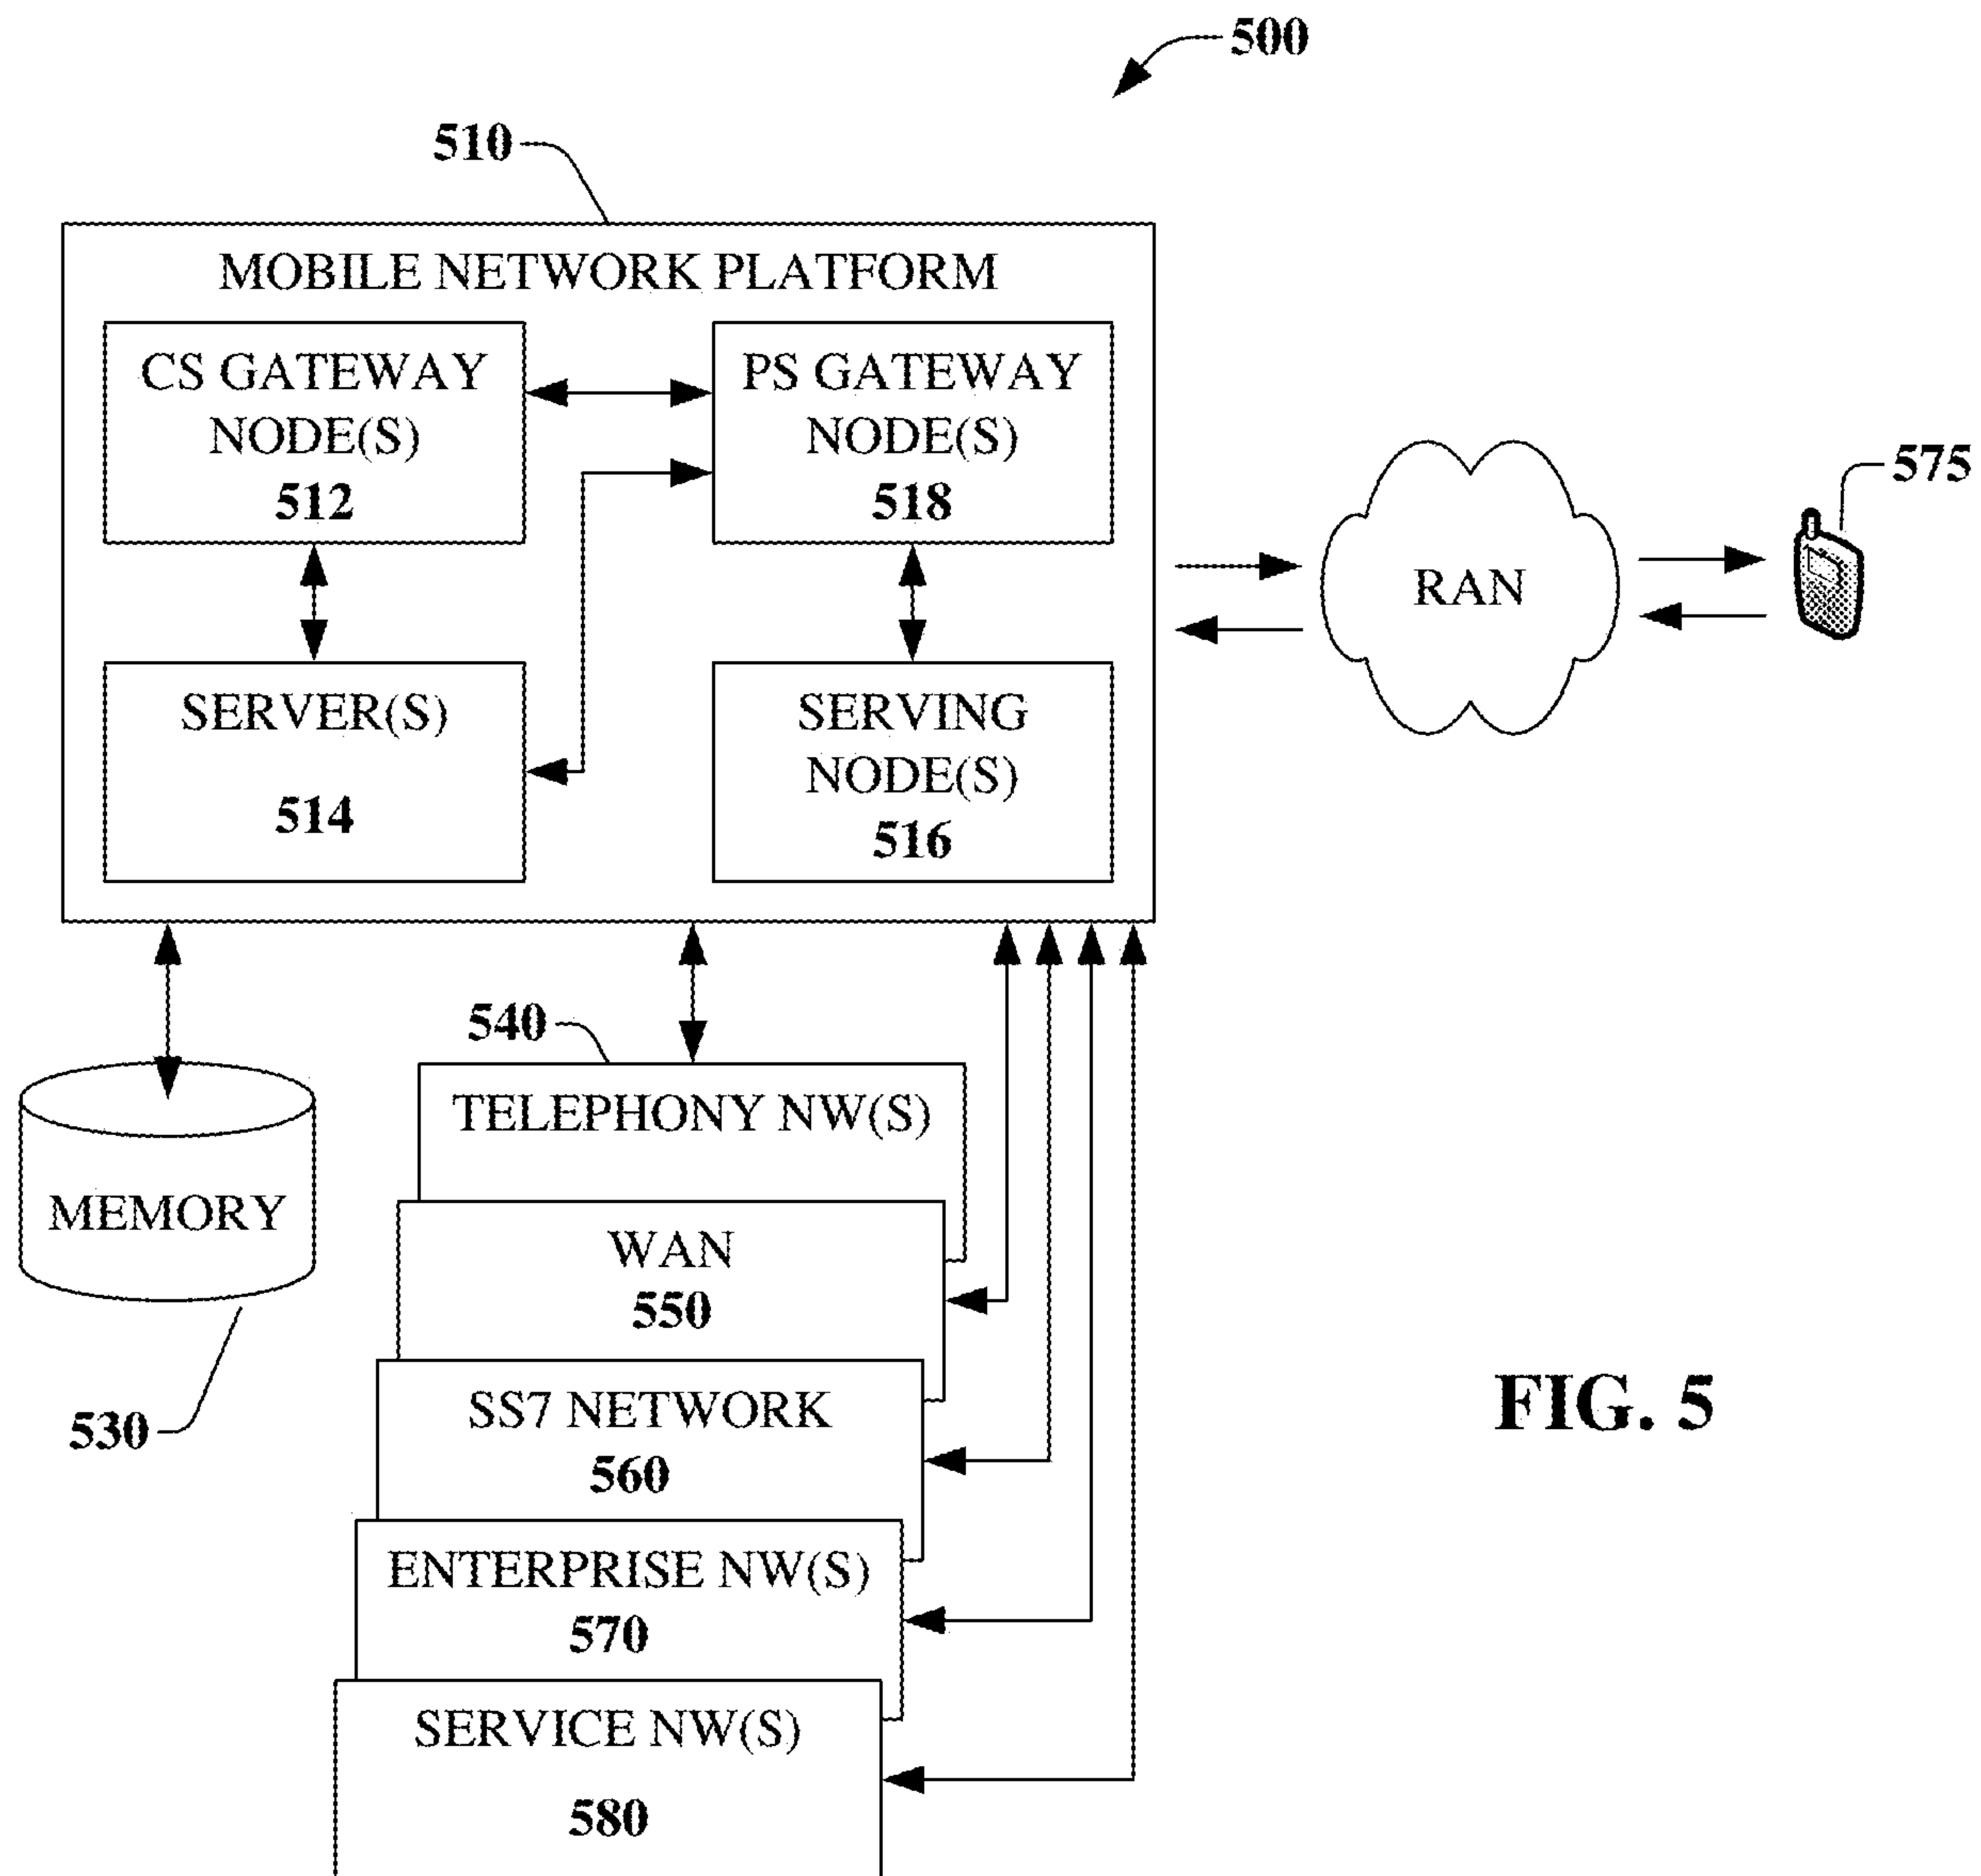 500
510
MOBILE NETWORK PLATFORM
CS GATEWAY
NODE(S)
512
PS GATEWAY
NODE(S)
518
SERVER(S)
514
SERVING
NODE(S)
516
RAN
575
540
TELEPHONY NW(S)
MEMORY
530
WAN
550
SS7 NETWORK
560
ENTERPRISE NW(S)
570
SERVICE NW(S)
580
FIG. 5